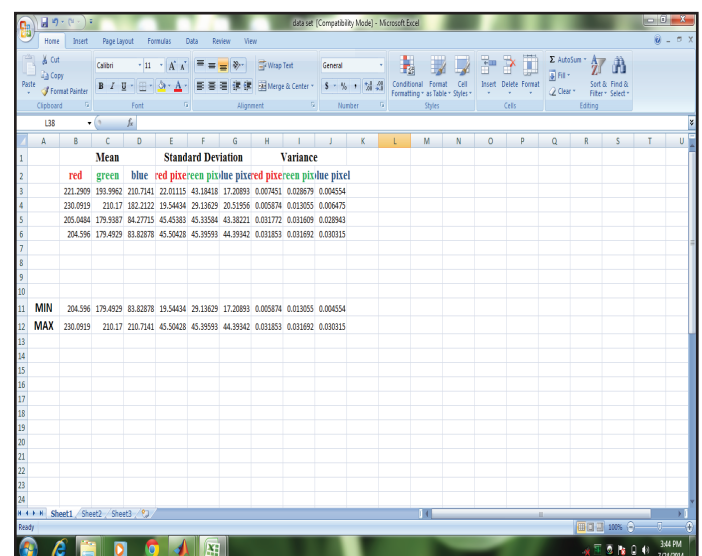 data set [Compatibility Mode] - Microsoft Excel
Home Insert Page Layout Formulas Data Review View
Cut
Copy
Format Painter
Paste
Calibri 11
Wrap Text
Merge & Center
General
Conditional Formatting
Format as Table
Cell Styles
Insert Delete Format
AutoSum
Fill
Clear
Sort & Filter
Find & Select
Clipboard Font Alignment Number Styles Cells Editing
L38 fx
A B C D E F G H I J K L M N O P Q R S T U
1 Mean Standard Deviation Variance
2 red green blue red pixe reen pix lue pixe red pixe reen pix lue pixel
3 221.2909 193.9962 210.7141 22.01115 43.18418 17.20893 0.007451 0.028679 0.004554
4 230.0919 210.17 182.2122 19.54434 29.13629 20.51956 0.005874 0.013055 0.006475
5 205.0484 179.9387 84.27715 45.45383 45.33584 43.38221 0.031772 0.031609 0.028943
6 204.596 179.4929 83.82878 45.50428 45.39593 44.39342 0.031853 0.031692 0.030315
7
8
9
10
11 MIN 204.596 179.4929 83.82878 19.54434 29.13629 17.20893 0.005874 0.013055 0.004554
12 MAX 230.0919 210.17 210.7141 45.50428 45.39593 44.39342 0.031853 0.031692 0.030315
13
14
15
16
17
18
19
20
21
22
23
24
Sheet1 Sheet2 Sheet3
Ready 100%
3:44 PM